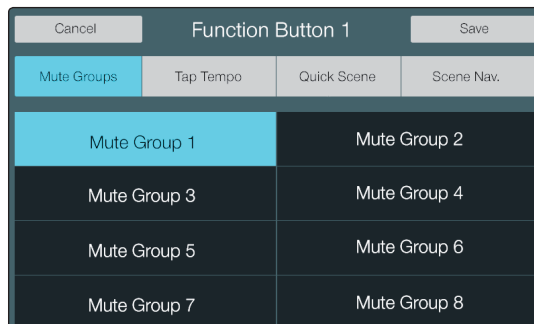 Cancel Function Button 1 Save
Mute Groups Tap Tempo Quick Scene Scene Nav.
Mute Group 1 Mute Group 2
Mute Group 3 Mute Group 4
Mute Group 5 Mute Group 6
Mute Group 7 Mute Group 8